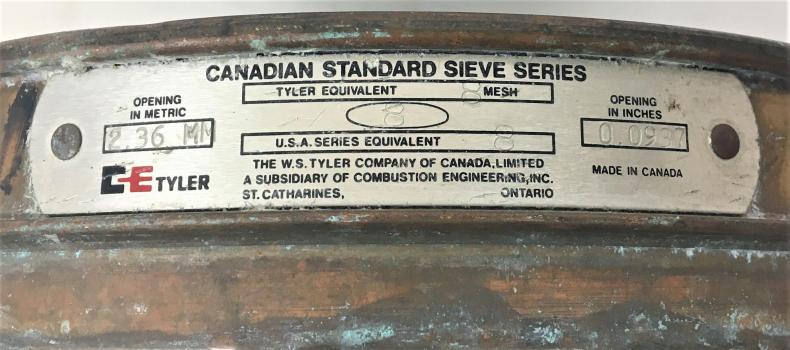 CANADIAN STANDARD SIEVE SERIES
OPENING
IN METRIC
2.36 MM
TYLER EQUIVALENT 8 MESH
8
U.S.A. SERIES EQUIVALENT 8
OPENING
IN INCHES
0.0937
CE TYLER
THE W.S. TYLER COMPANY OF CANADA, LIMITED
A SUBSIDIARY OF COMBUSTION ENGINEERING, INC.
ST. CATHARINES, ONTARIO
MADE IN CANADA